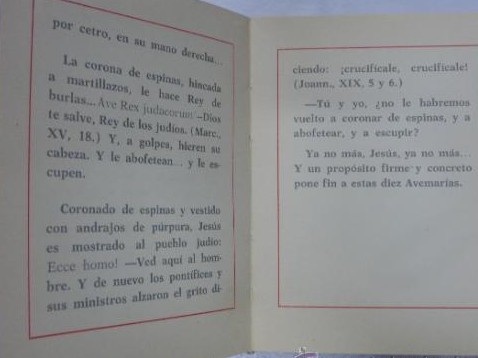 por cetro, en su mano derecha...
La corona de espinas, hincada
a martillazos, le hace Rey de
burlas... Ave Rex judaeorum —Dios
te salve, Rey de los judíos. (Marc.,
XV, 18.) Y, a golpes, hieren su
cabeza. Y le abofetean... y le es-
cupen.
Coronado de espinas y vestido
con andrajos de púrpura, Jesús
es mostrado al pueblo judío:
Ecce homo! —Ved aquí al hom-
bre. Y de nuevo los pontífices y
sus ministros alzaron el grito di-
ciendo: ¡crucifícale, crucifícale!
(Joann., XIX, 5 y 6.)
—Tú y yo, ¿no le habremos
vuelto a coronar de espinas, y a
abofetear, y a escupir?
Ya no más, Jesús, ya no más...
Y un propósito firme y concreto
pone fin a estas diez Avemarías.